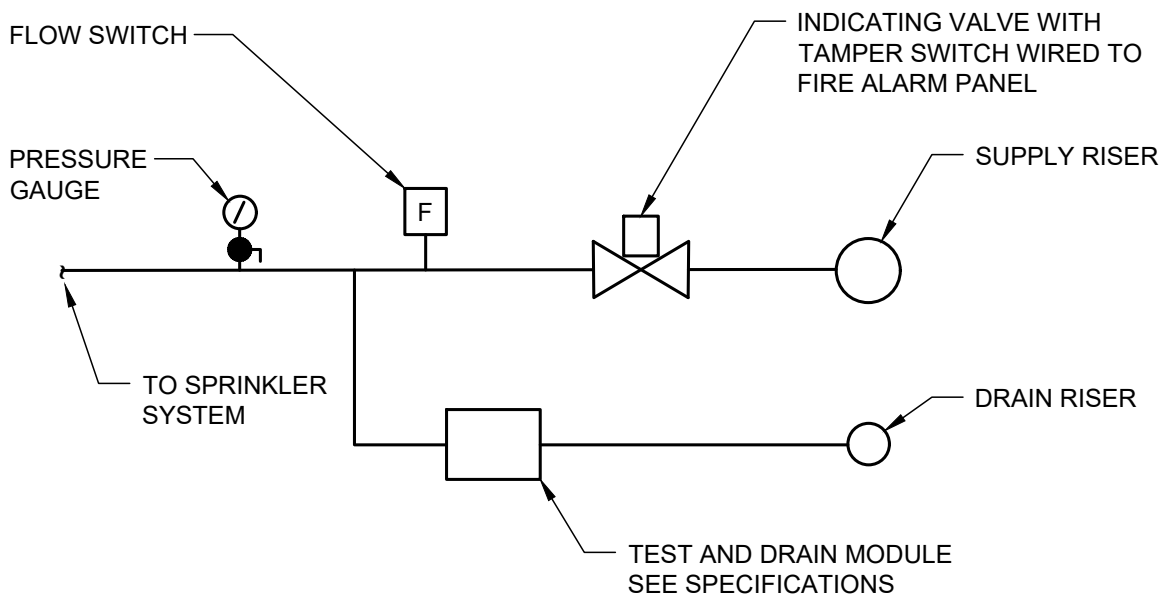 FLOW SWITCH
INDICATING VALVE WITH
TAMPER SWITCH WIRED TO
FIRE ALARM PANEL
PRESSURE
GAUGE
SUPPLY RISER
F
TO SPRINKLER
SYSTEM
DRAIN RISER
TEST AND DRAIN MODULE
SEE SPECIFICATIONS